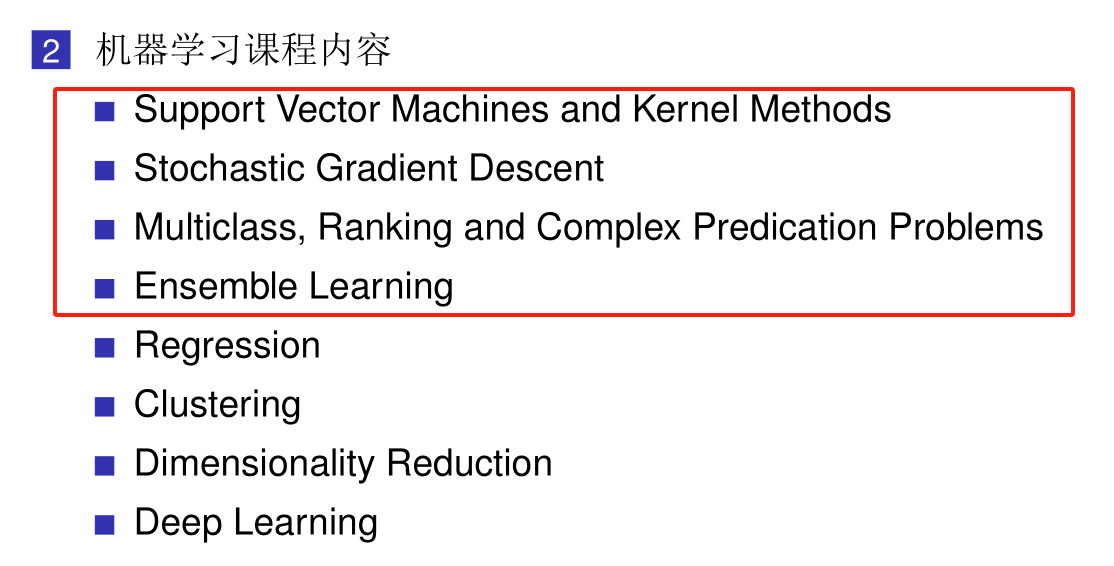 2 机器学习课程内容
Support Vector Machines and Kernel Methods
Stochastic Gradient Descent
Multiclass, Ranking and Complex Predication Problems
Ensemble Learning
Regression
Clustering
Dimensionality Reduction
Deep Learning